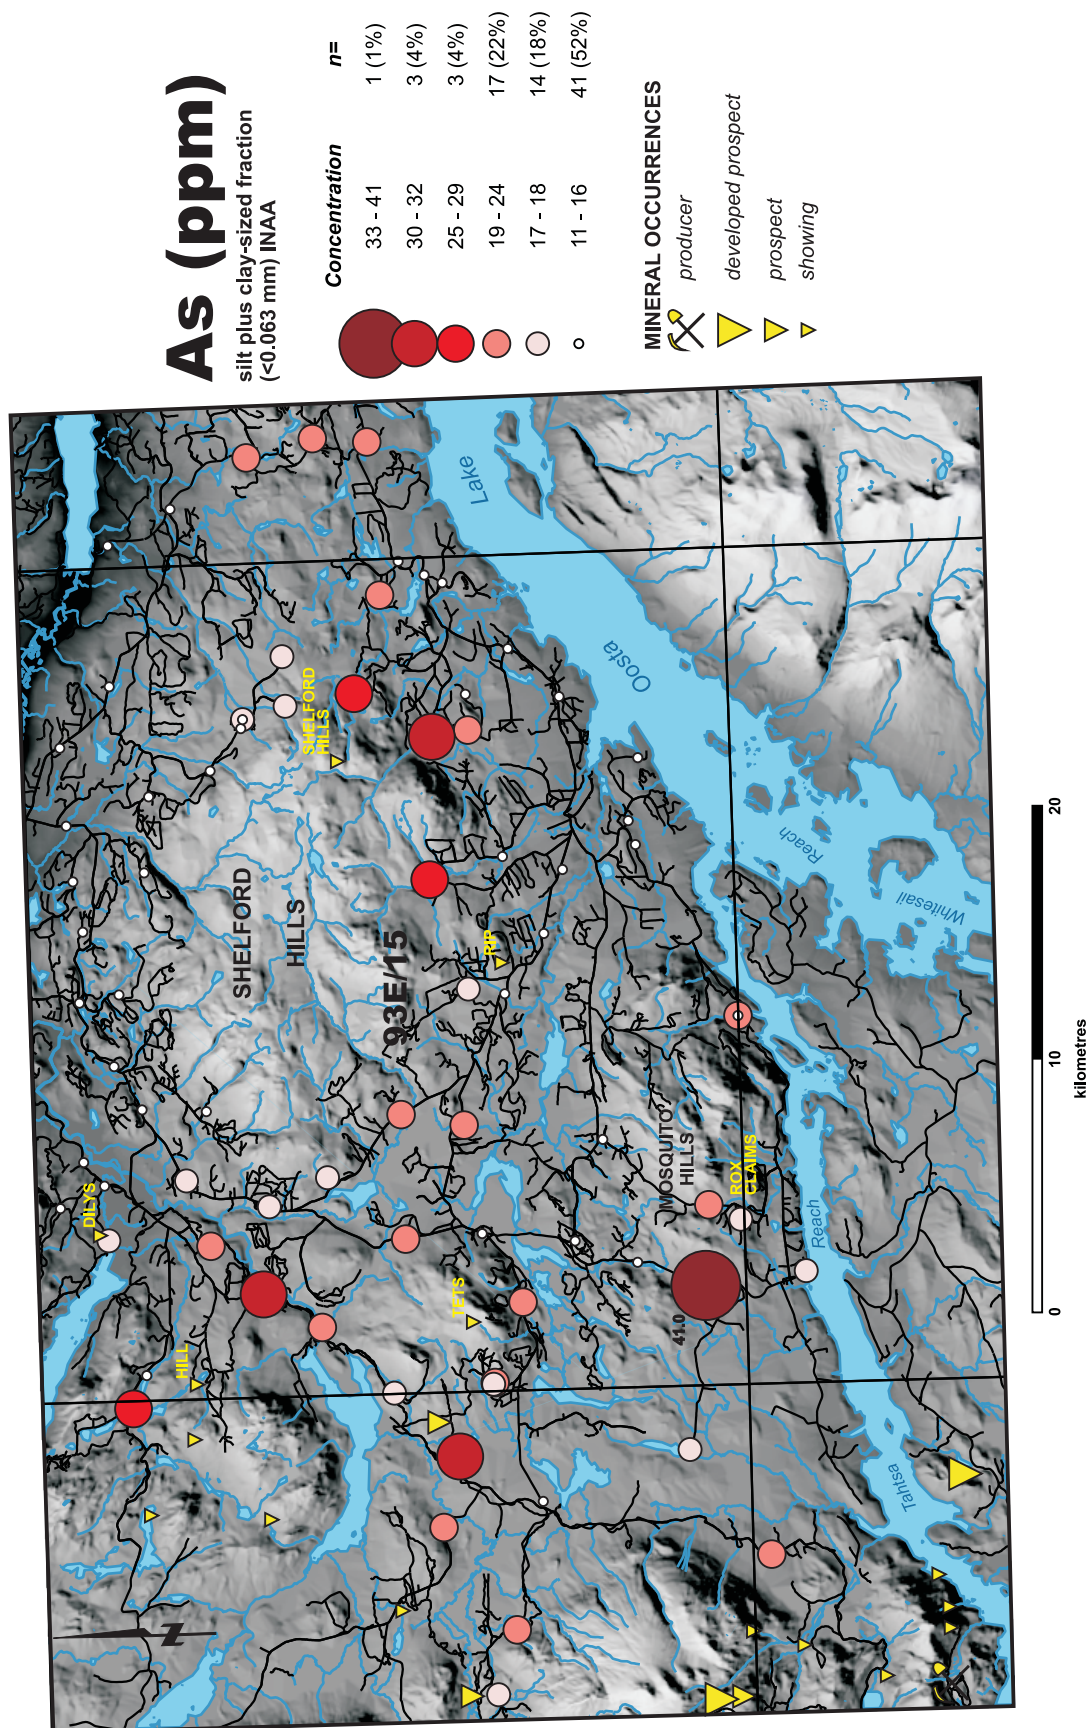 As (ppm)
silt plus clay-sized fraction
(<0.063 mm) INAA
Concentration n=
33 - 41 1 (1%)
30 - 32 3 (4%)
25 - 29 3 (4%)
19 - 24 17 (22%)
17 - 18 14 (18%)
11 - 16 41 (52%)
MINERAL OCCURRENCES
producer
developed prospect
prospect
showing
DILYS
HILL
SHELFORD
HILLS
SHELFORD
HILLS
93E/15
RIP
TETS
41.0
MOSQUITO
HILLS
ROX
CLAIMS
Ootsa
Lake
Whitesail
Reach
Tahtsa
Reach
N
0 10 20
kilometres